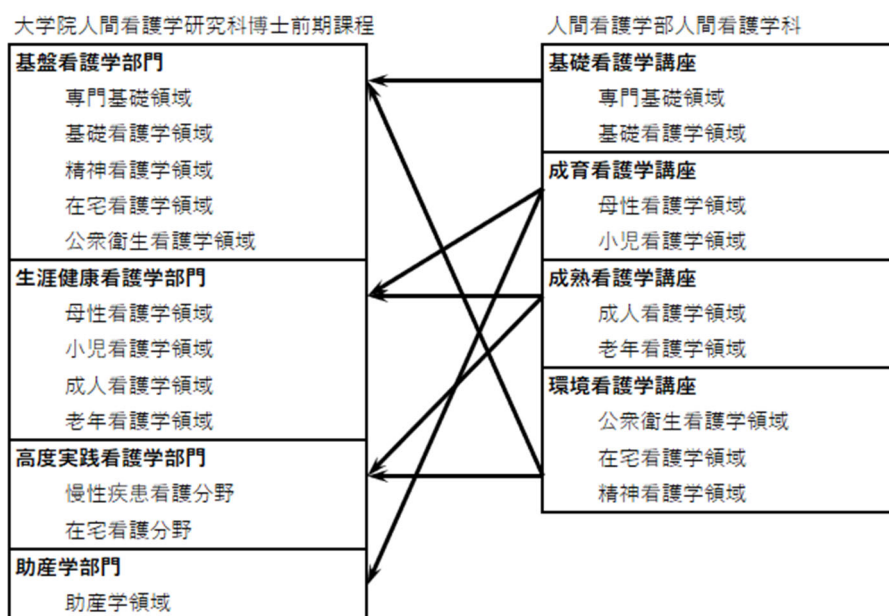 大学院人間看護学研究科博士前期課程
基盤看護学部門
専門基礎領域
基礎看護学領域
精神看護学領域
在宅看護学領域
公衆衛生看護学領域
生涯健康看護学部門
母性看護学領域
小児看護学領域
成人看護学領域
老年看護学領域
高度実践看護学部門
慢性疾患看護分野
在宅看護分野
助産学部門
助産学領域
人間看護学部人間看護学科
基礎看護学講座
専門基礎領域
基礎看護学領域
成育看護学講座
母性看護学領域
小児看護学領域
成熟看護学講座
成人看護学領域
老年看護学領域
環境看護学講座
公衆衛生看護学領域
在宅看護学領域
精神看護学領域